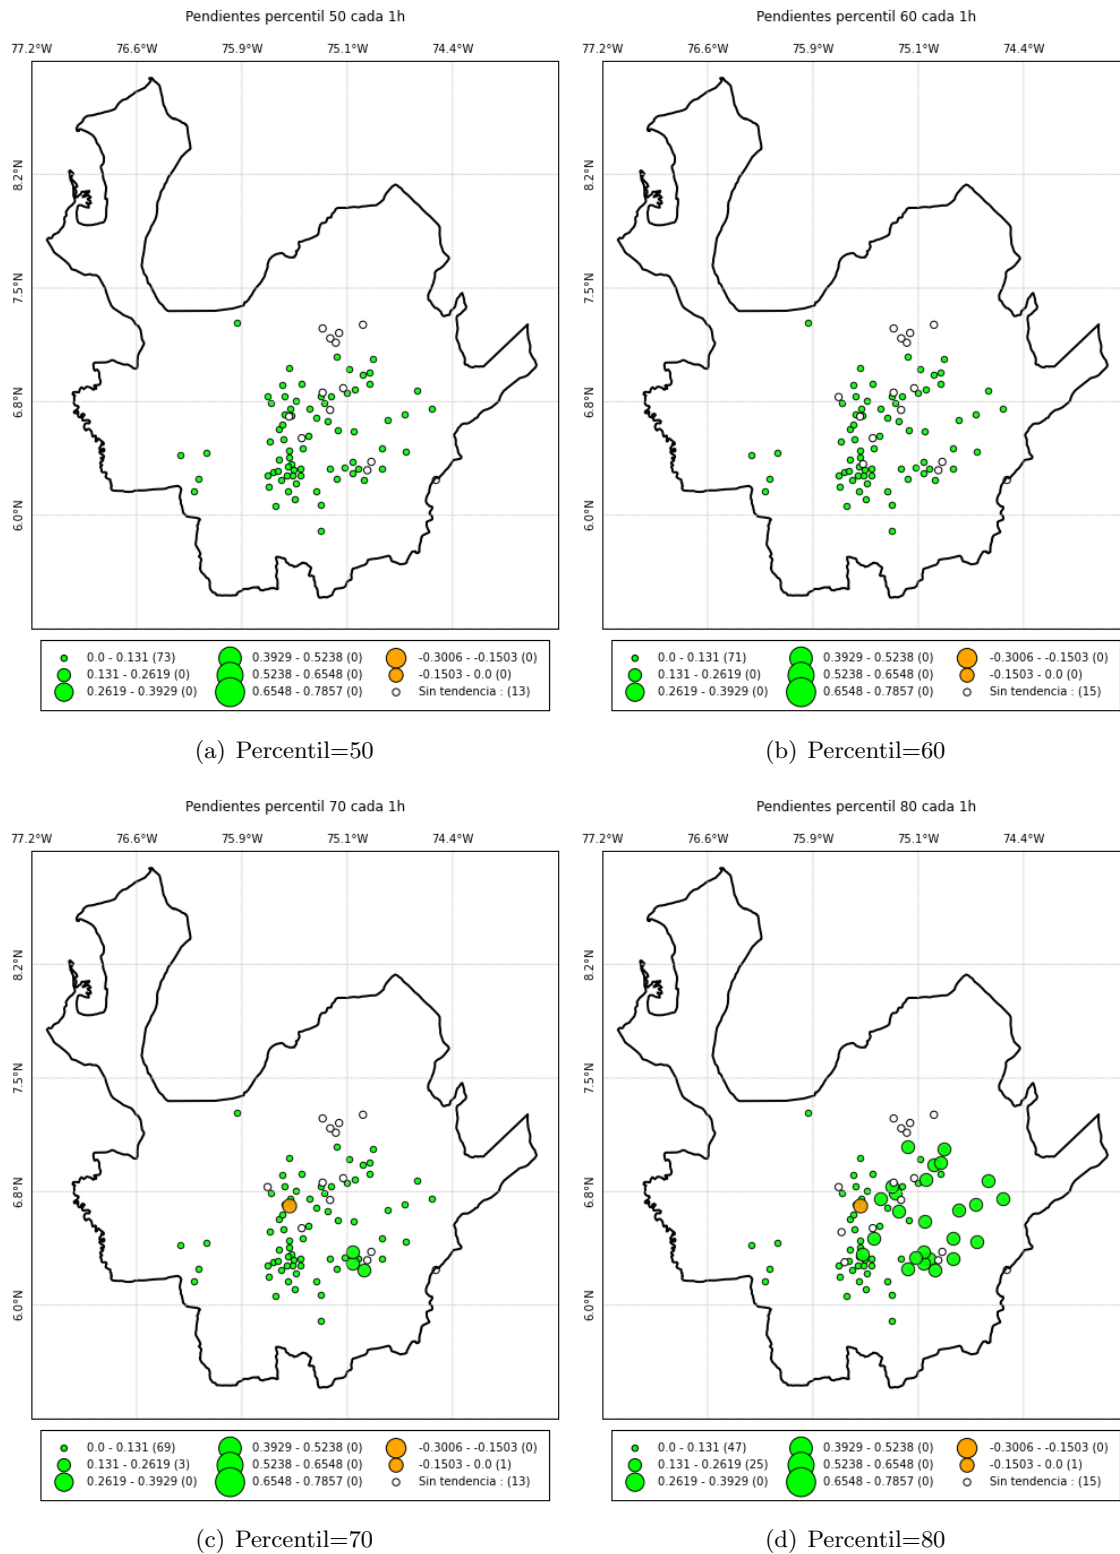 Pendientes percentil 50 cada 1h
77.2°W 76.6°W 75.9°W 75.1°W 74.4°W
8.2°N
7.5°N
6.8°N
6.0°N
0.0 - 0.131 (73) 0.3929 - 0.5238 (0) -0.3006 - -0.1503 (0)
0.131 - 0.2619 (0) 0.5238 - 0.6548 (0) -0.1503 - 0.0 (0)
0.2619 - 0.3929 (0) 0.6548 - 0.7857 (0) Sin tendencia : (13)
(a) Percentil=50
Pendientes percentil 60 cada 1h
77.2°W 76.6°W 75.9°W 75.1°W 74.4°W
8.2°N
7.5°N
6.8°N
6.0°N
0.0 - 0.131 (71) 0.3929 - 0.5238 (0) -0.3006 - -0.1503 (0)
0.131 - 0.2619 (0) 0.5238 - 0.6548 (0) -0.1503 - 0.0 (0)
0.2619 - 0.3929 (0) 0.6548 - 0.7857 (0) Sin tendencia : (15)
(b) Percentil=60
Pendientes percentil 70 cada 1h
77.2°W 76.6°W 75.9°W 75.1°W 74.4°W
8.2°N
7.5°N
6.8°N
6.0°N
0.0 - 0.131 (69) 0.3929 - 0.5238 (0) -0.3006 - -0.1503 (0)
0.131 - 0.2619 (3) 0.5238 - 0.6548 (0) -0.1503 - 0.0 (1)
0.2619 - 0.3929 (0) 0.6548 - 0.7857 (0) Sin tendencia : (13)
(c) Percentil=70
Pendientes percentil 80 cada 1h
77.2°W 76.6°W 75.9°W 75.1°W 74.4°W
8.2°N
7.5°N
6.8°N
6.0°N
0.0 - 0.131 (47) 0.3929 - 0.5238 (0) -0.3006 - -0.1503 (0)
0.131 - 0.2619 (25) 0.5238 - 0.6548 (0) -0.1503 - 0.0 (1)
0.2619 - 0.3929 (0) 0.6548 - 0.7857 (0) Sin tendencia : (15)
(d) Percentil=80